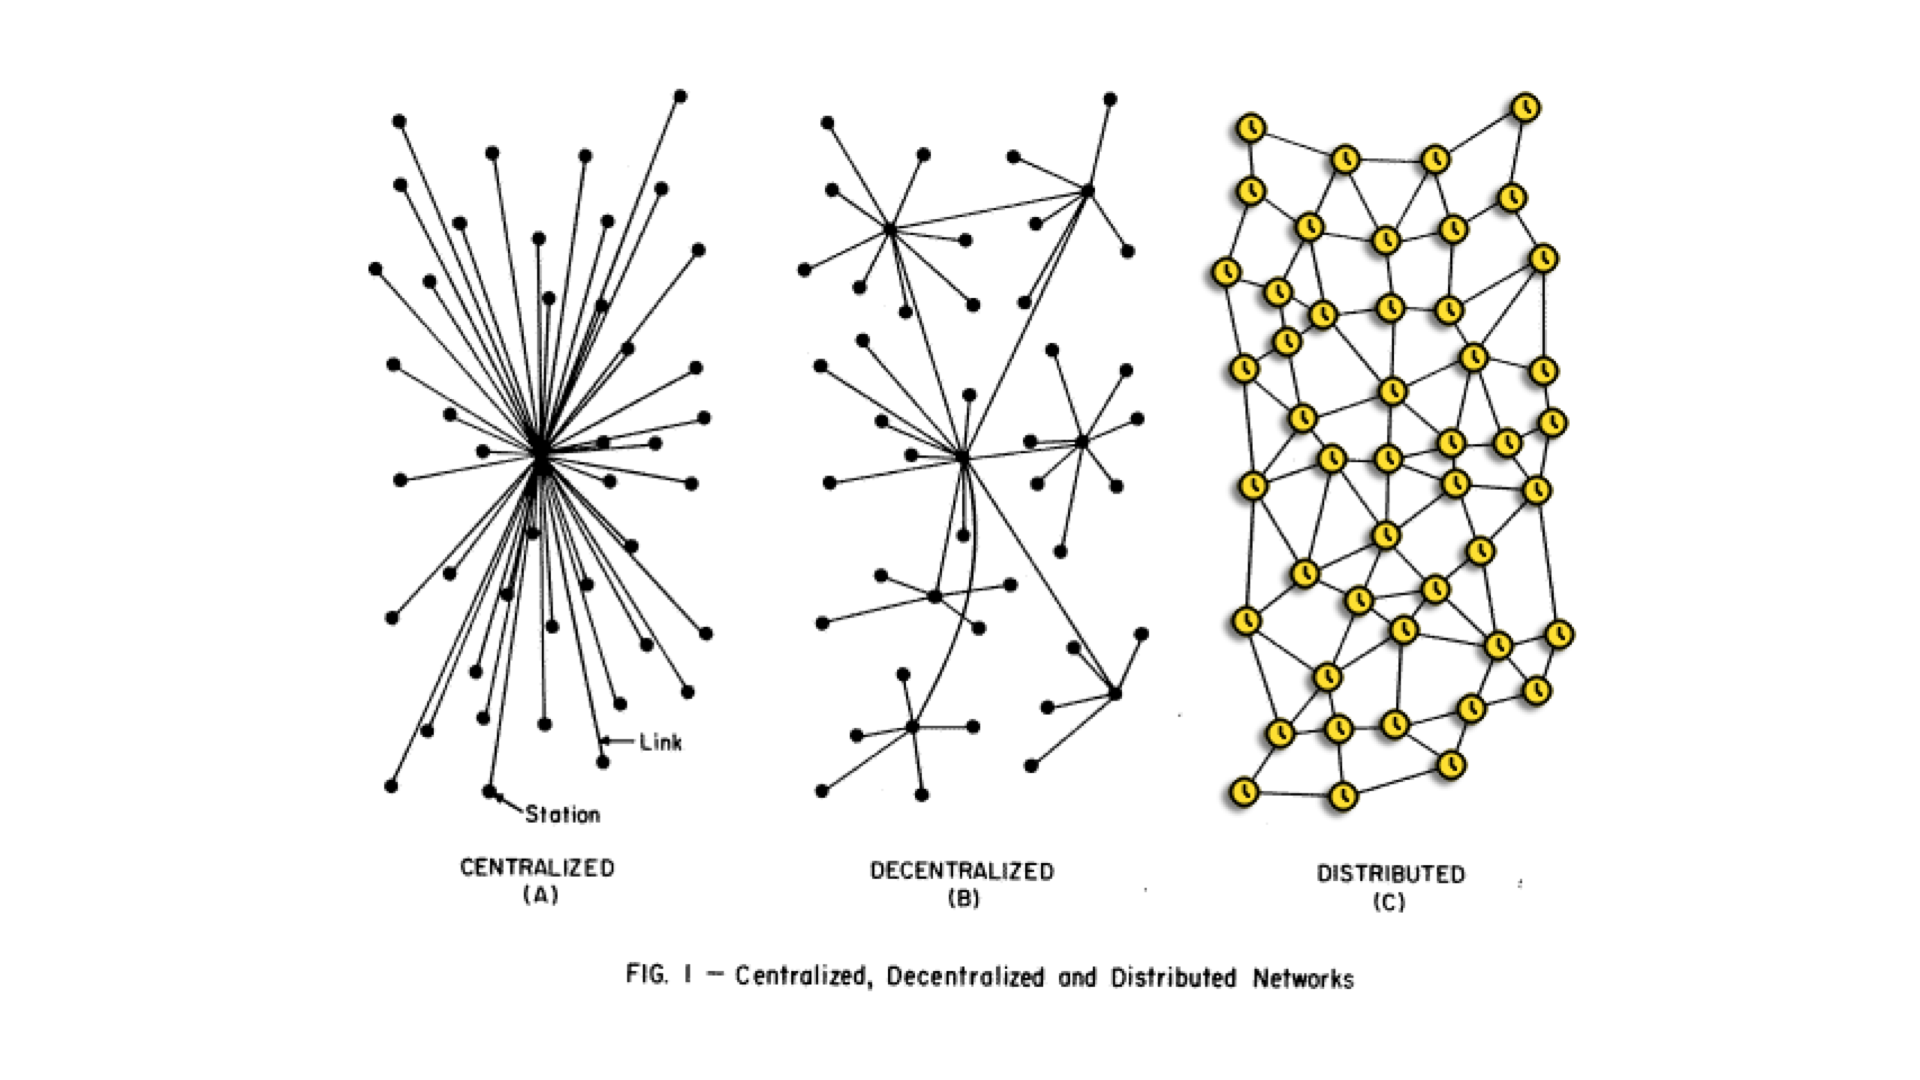 Link
Station
CENTRALIZED
(A)
DECENTRALIZED
(B)
DISTRIBUTED
(C)
FIG. I — Centralized, Decentralized and Distributed Networks